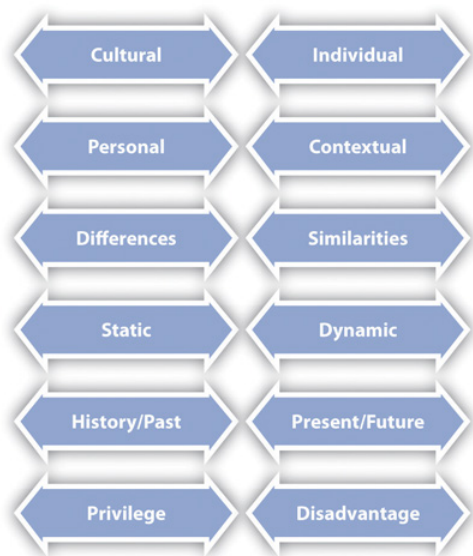 Cultural
Individual
Personal
Contextual
Differences
Similarities
Static
Dynamic
History/Past
Present/Future
Privilege
Disadvantage